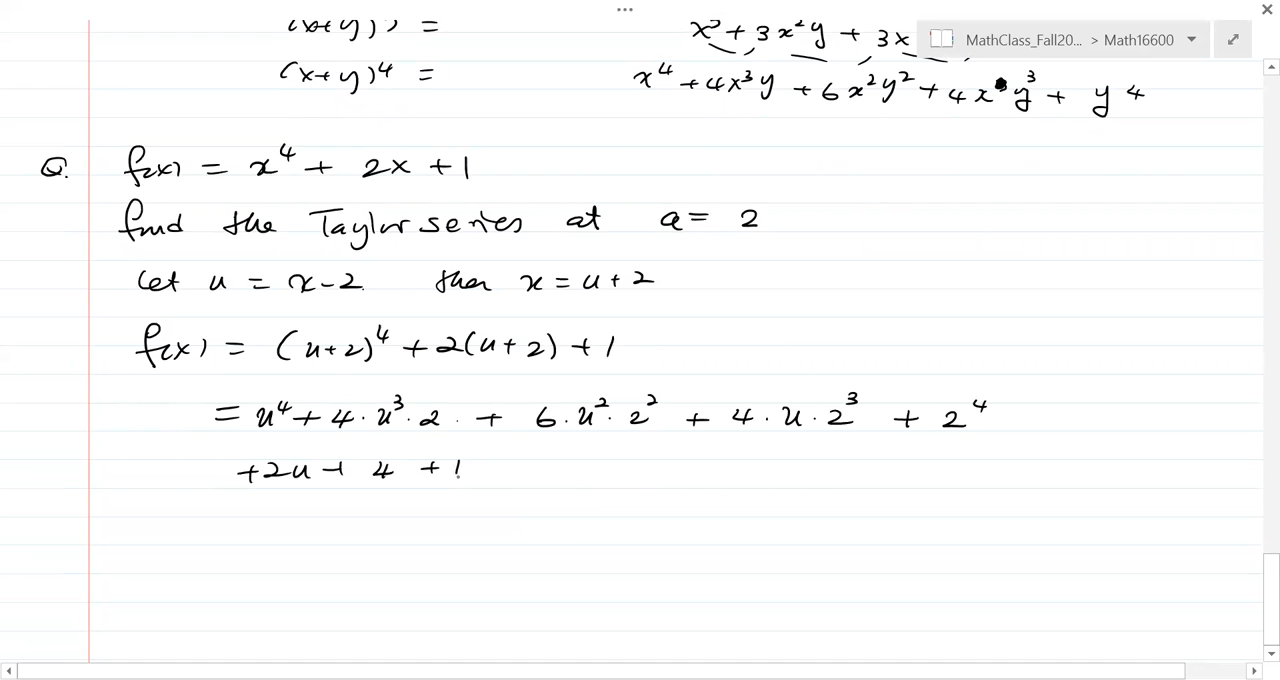 (x+y)³ = x³ + 3x²y + 3x
MathClass_Fall20... > Math16600
(x+y)⁴ = x⁴ + 4x³y + 6x²y² + 4x y³ + y⁴
Q. f(x) = x⁴ + 2x + 1
find the Taylor series at a = 2
Let u = x-2. then x = u+2
f(x) = (u+2)⁴ + 2(u+2) + 1
= u⁴ + 4·u³·2 + 6·u²·2² + 4·u·2³ + 2⁴
+2u + 4 + 1